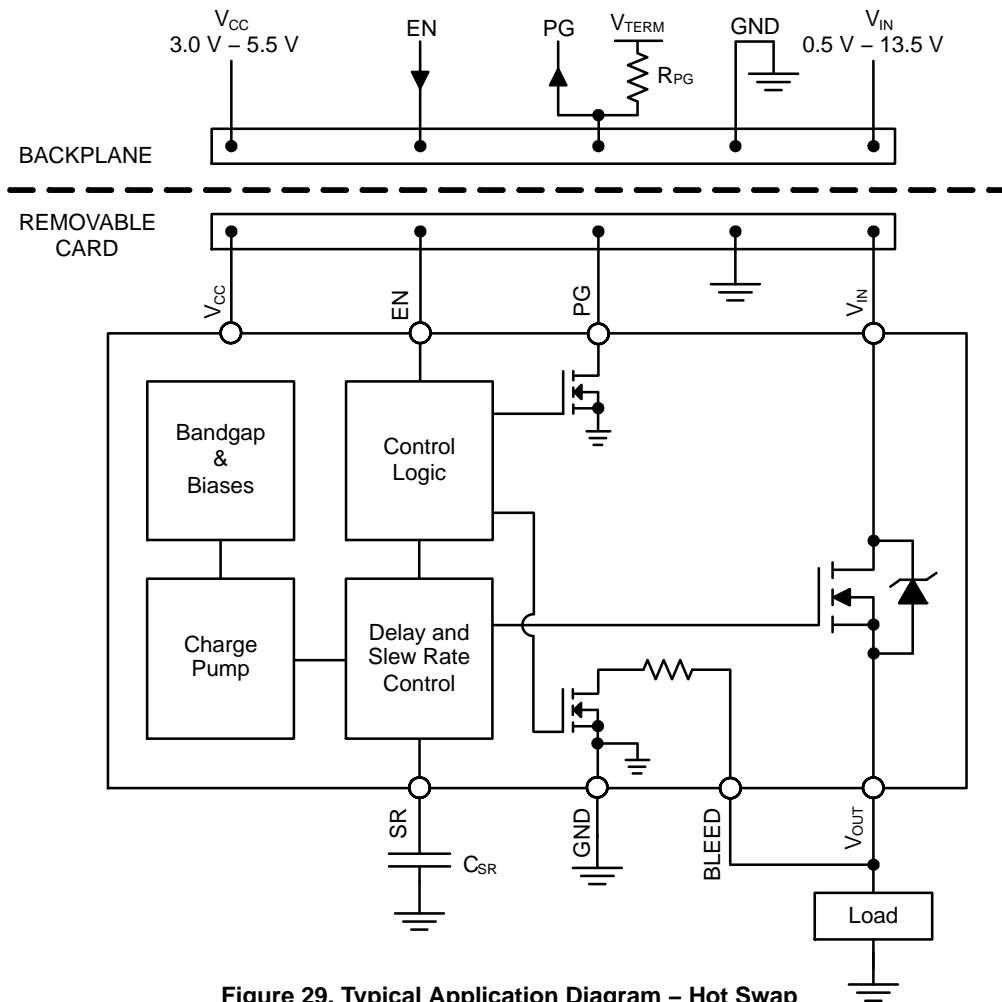 VCC
3.0 V – 5.5 V
EN
PG
VTERM
RPG
GND
VIN
0.5 V – 13.5 V
BACKPLANE
REMOVABLE
CARD
VCC
EN
PG
VIN
Bandgap
&
Biases
Control
Logic
Charge
Pump
Delay and
Slew Rate
Control
SR
GND
BLEED
VOUT
CSR
Load
Figure 29. Typical Application Diagram – Hot Swap